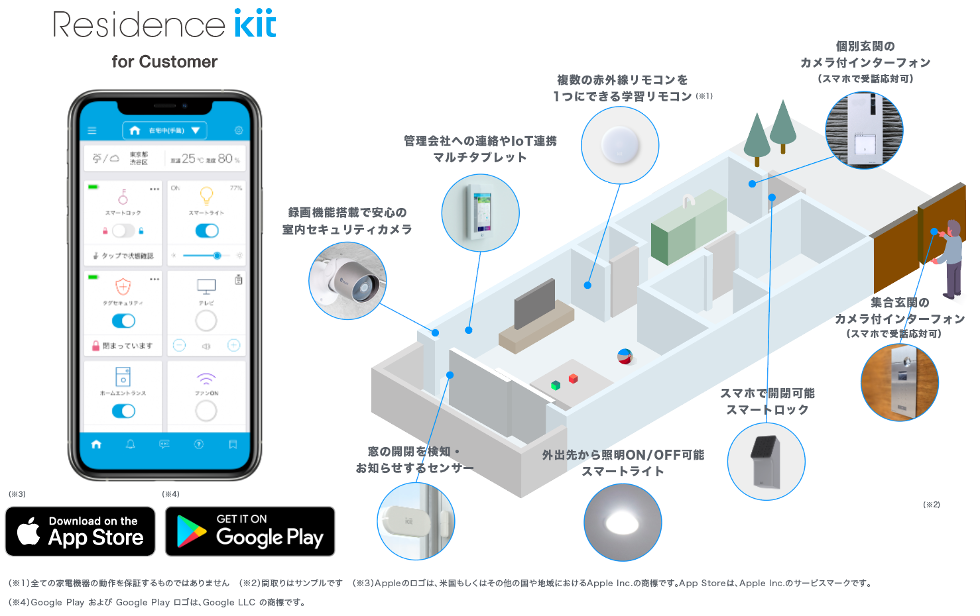 Residence kit
for Customer
在宅中(手動)
東京都
渋谷区
室温 25 ℃ 湿度 80 %
スマートロック
タップで状態確認
0h 77%
スマートライト
タグセキュリティ
閉まっています
テレビ
ホームエントランス
ファンON
録画機能搭載で安心の
室内セキュリティカメラ
管理会社への連絡やIoT連携
マルチタブレット
複数の赤外線リモコンを
1つにできる学習リモコン (※1)
個別玄関の
カメラ付インターフォン
(スマホで受話応対可)
集合玄関の
カメラ付インターフォン
(スマホで受話応対可)
スマホで開閉可能
スマートロック
外出先から照明ON/OFF可能
スマートライト
窓の開閉を検知・
お知らせするセンサー
(※2)
(※3)
Download on the
App Store
(※4)
GET IT ON
Google Play
(※1)全ての家電機器の動作を保証するものではありません (※2)間取りはサンプルです (※3)Appleのロゴは、米国もしくはその他の国や地域におけるApple Inc.の商標です。App Storeは、Apple Inc.のサービスマークです。
(※4)Google Play および Google Play ロゴは、Google LLC の商標です。